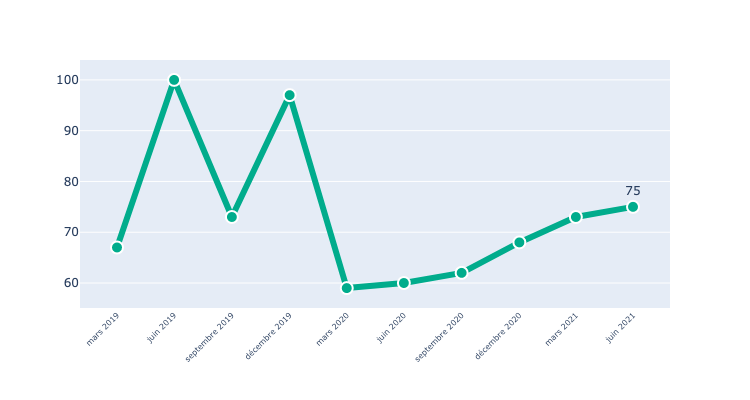 100
90
80
70
60
75
mars 2019
juin 2019
septembre 2019
décembre 2019
mars 2020
juin 2020
septembre 2020
décembre 2020
mars 2021
juin 2021